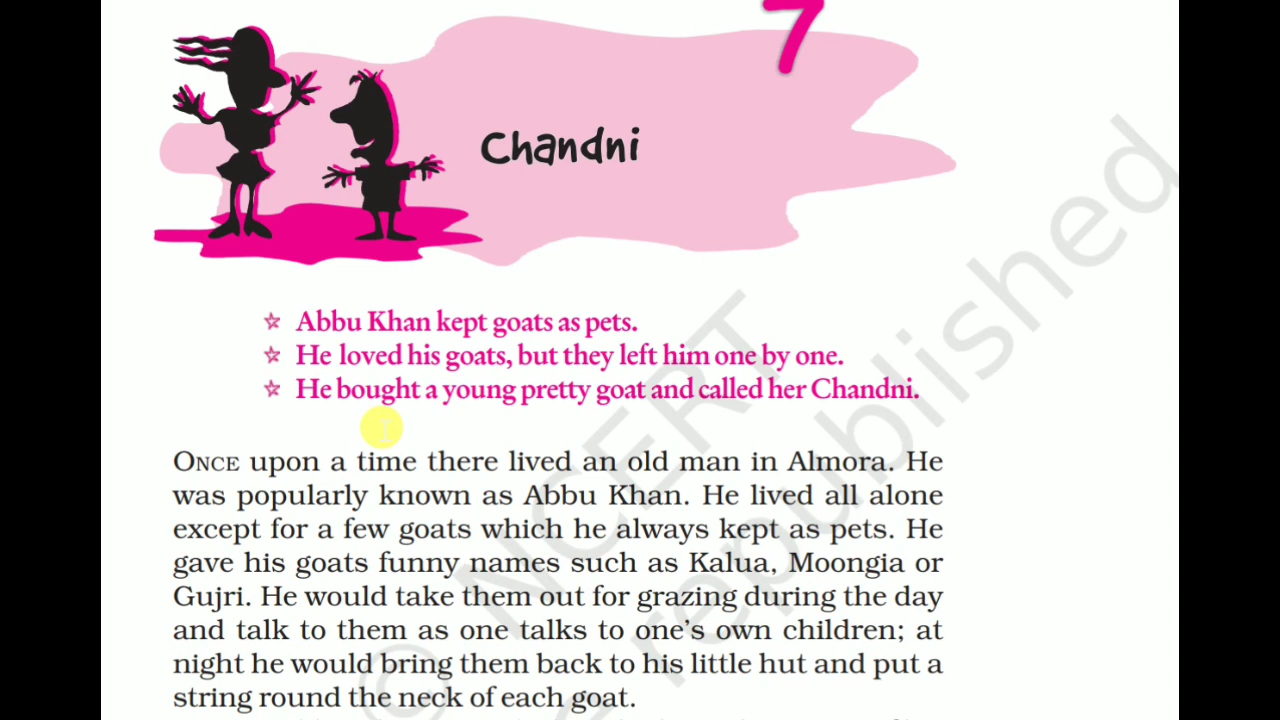 7
Chandni
☆ Abbu Khan kept goats as pets.
☆ He loved his goats, but they left him one by one.
☆ He bought a young pretty goat and called her Chandni.
ONCE upon a time there lived an old man in Almora. He
was popularly known as Abbu Khan. He lived all alone
except for a few goats which he always kept as pets. He
gave his goats funny names such as Kalua, Moongia or
Gujri. He would take them out for grazing during the day
and talk to them as one talks to one's own children; at
night he would bring them back to his little hut and put a
string round the neck of each goat.
© NCERT
republished